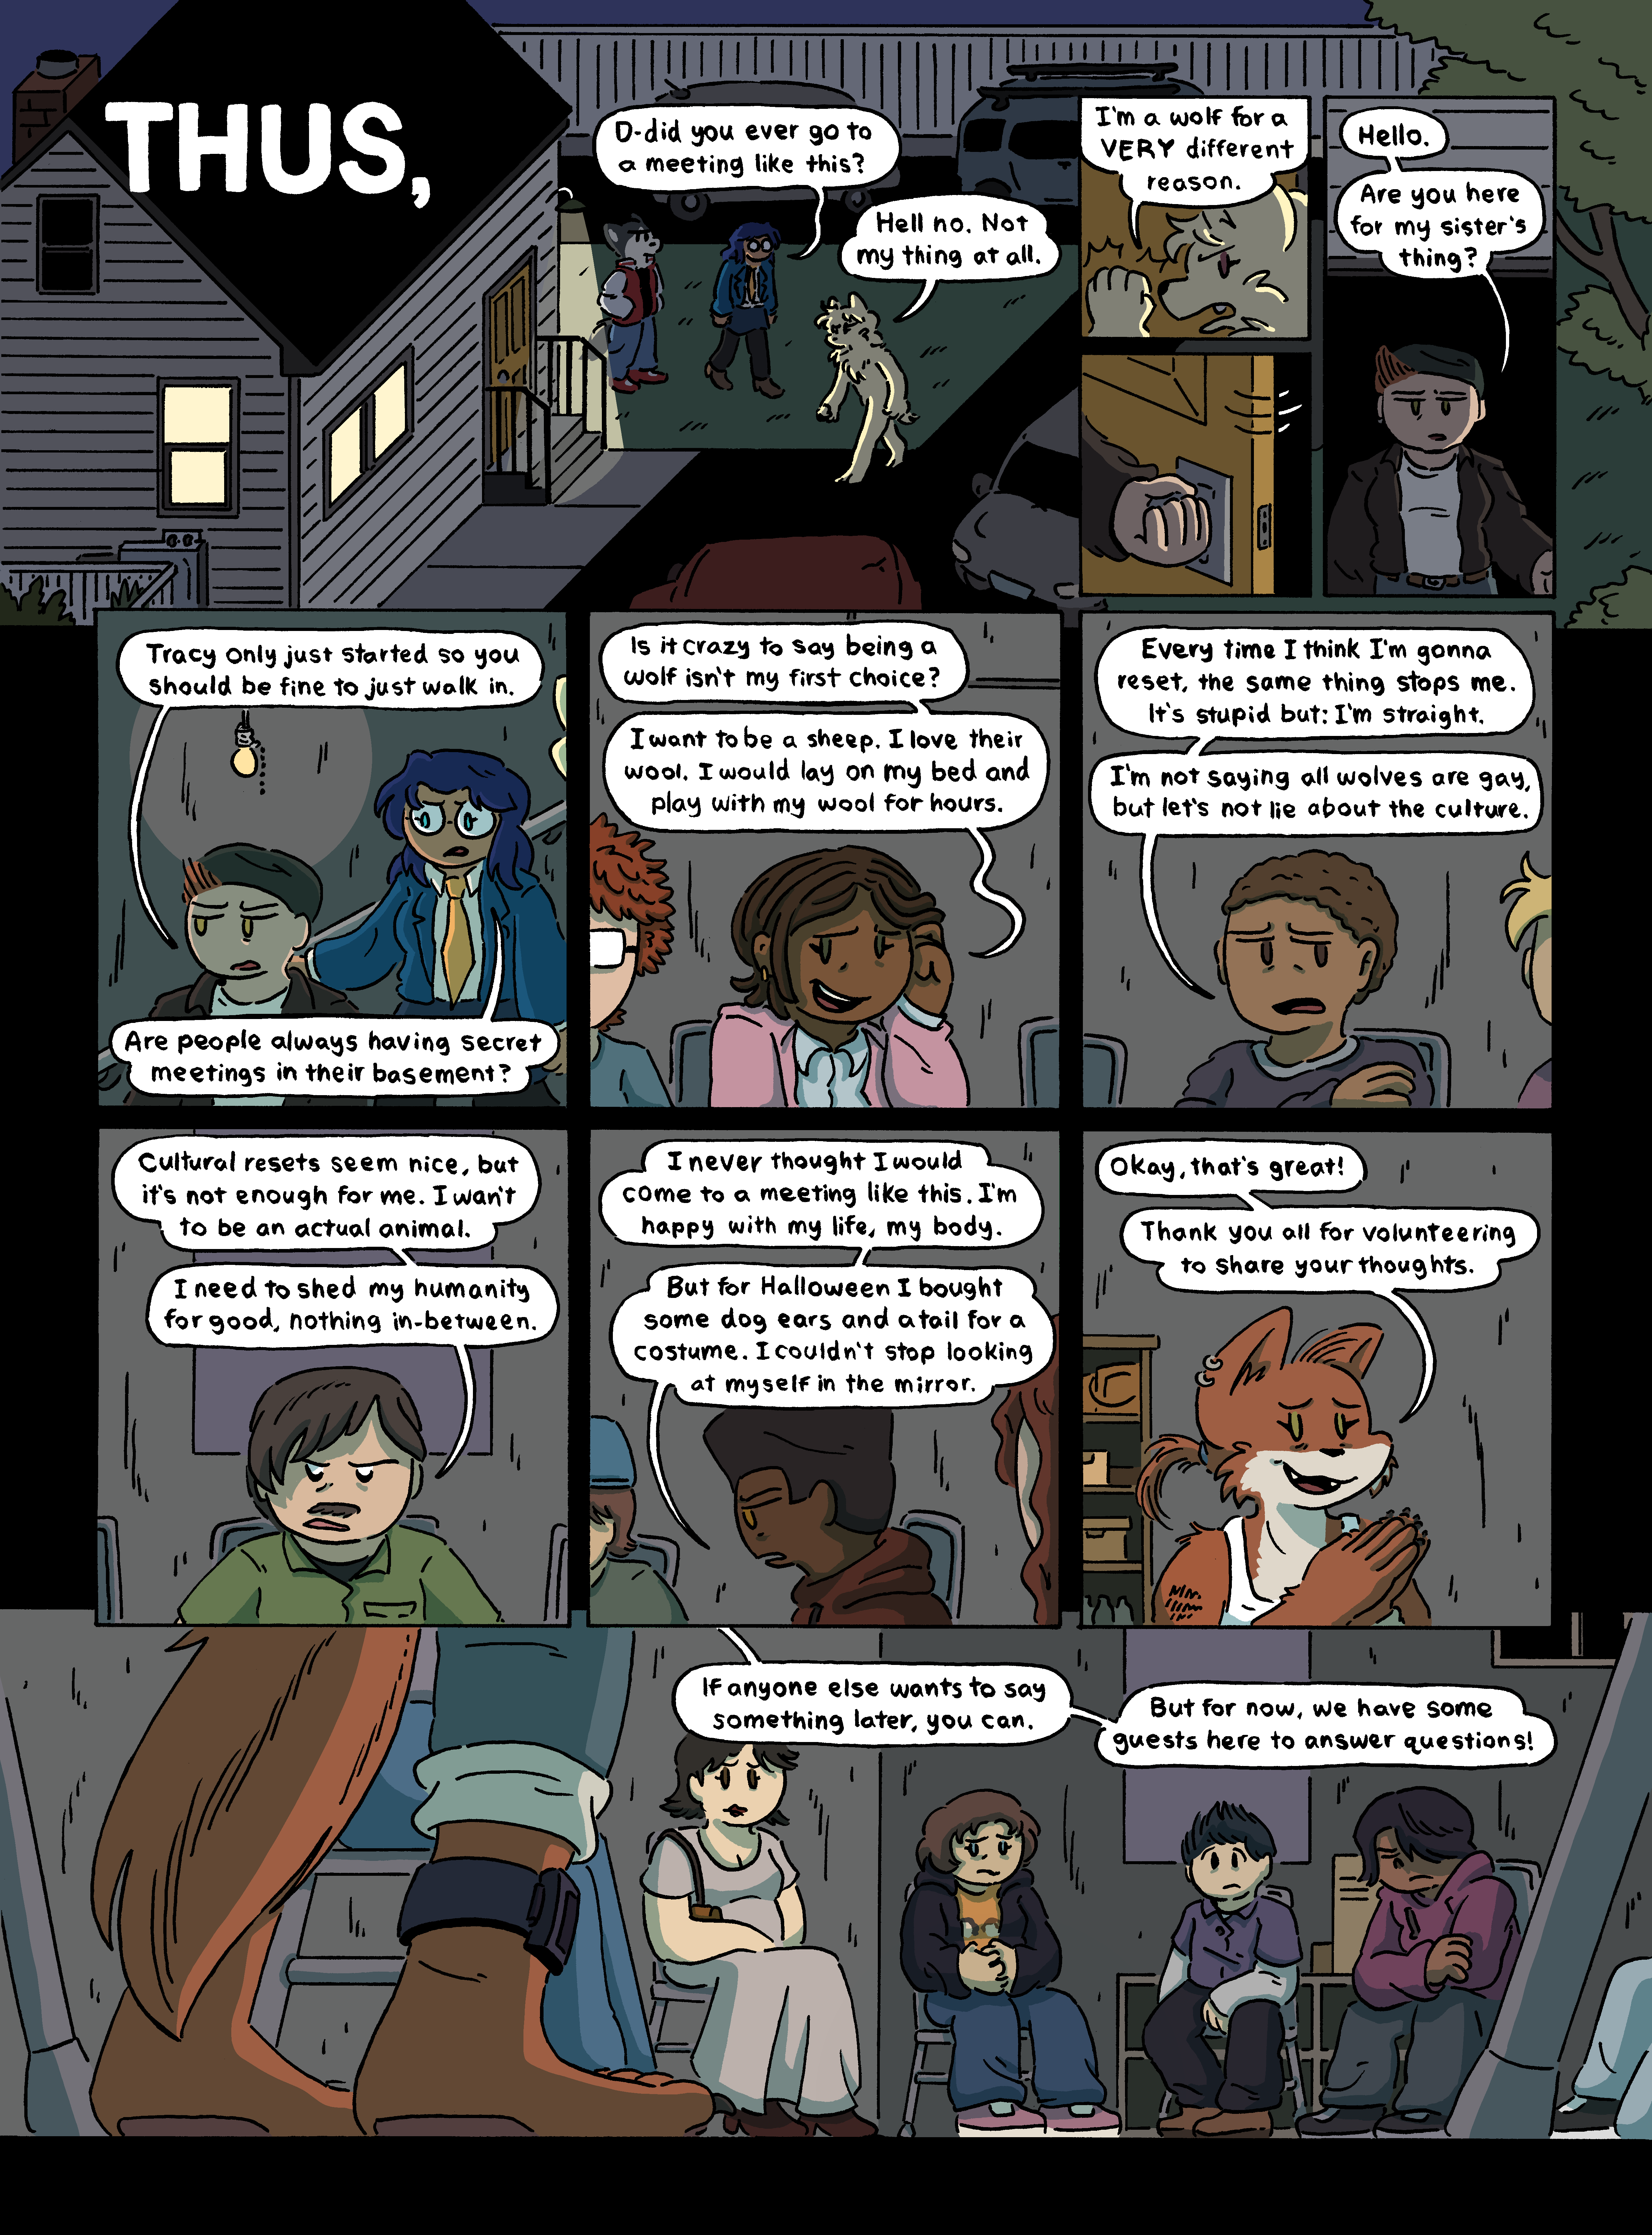 THUS,
D-did you ever go to
a meeting like this?
Hell no. Not
my thing at all.
I'm a wolf for a
VERY different
reason.
Hello.
Are you here
for my sister's
thing?
Tracy only just started so you
should be fine to just walk in.
Are people always having secret
meetings in their basement?
Is it crazy to say being a
wolf isn't my first choice?
I want to be a sheep. I love their
wool. I would lay on my bed and
play with my wool for hours.
Every time I think I'm gonna
reset, the same thing stops me.
It's stupid but: I'm straight.
I'm not saying all wolves are gay,
but let's not lie about the culture.
Cultural resets seem nice, but
it's not enough for me. I wan't
to be an actual animal.
I need to shed my humanity
for good, nothing in-between.
I never thought I would
come to a meeting like this. I'm
happy with my life, my body.
But for Halloween I bought
some dog ears and a tail for a
costume. I couldn't stop looking
at myself in the mirror.
Okay, that's great!
Thank you all for volunteering
to share your thoughts.
If anyone else wants to say
something later, you can.
But for now, we have some
guests here to answer questions!